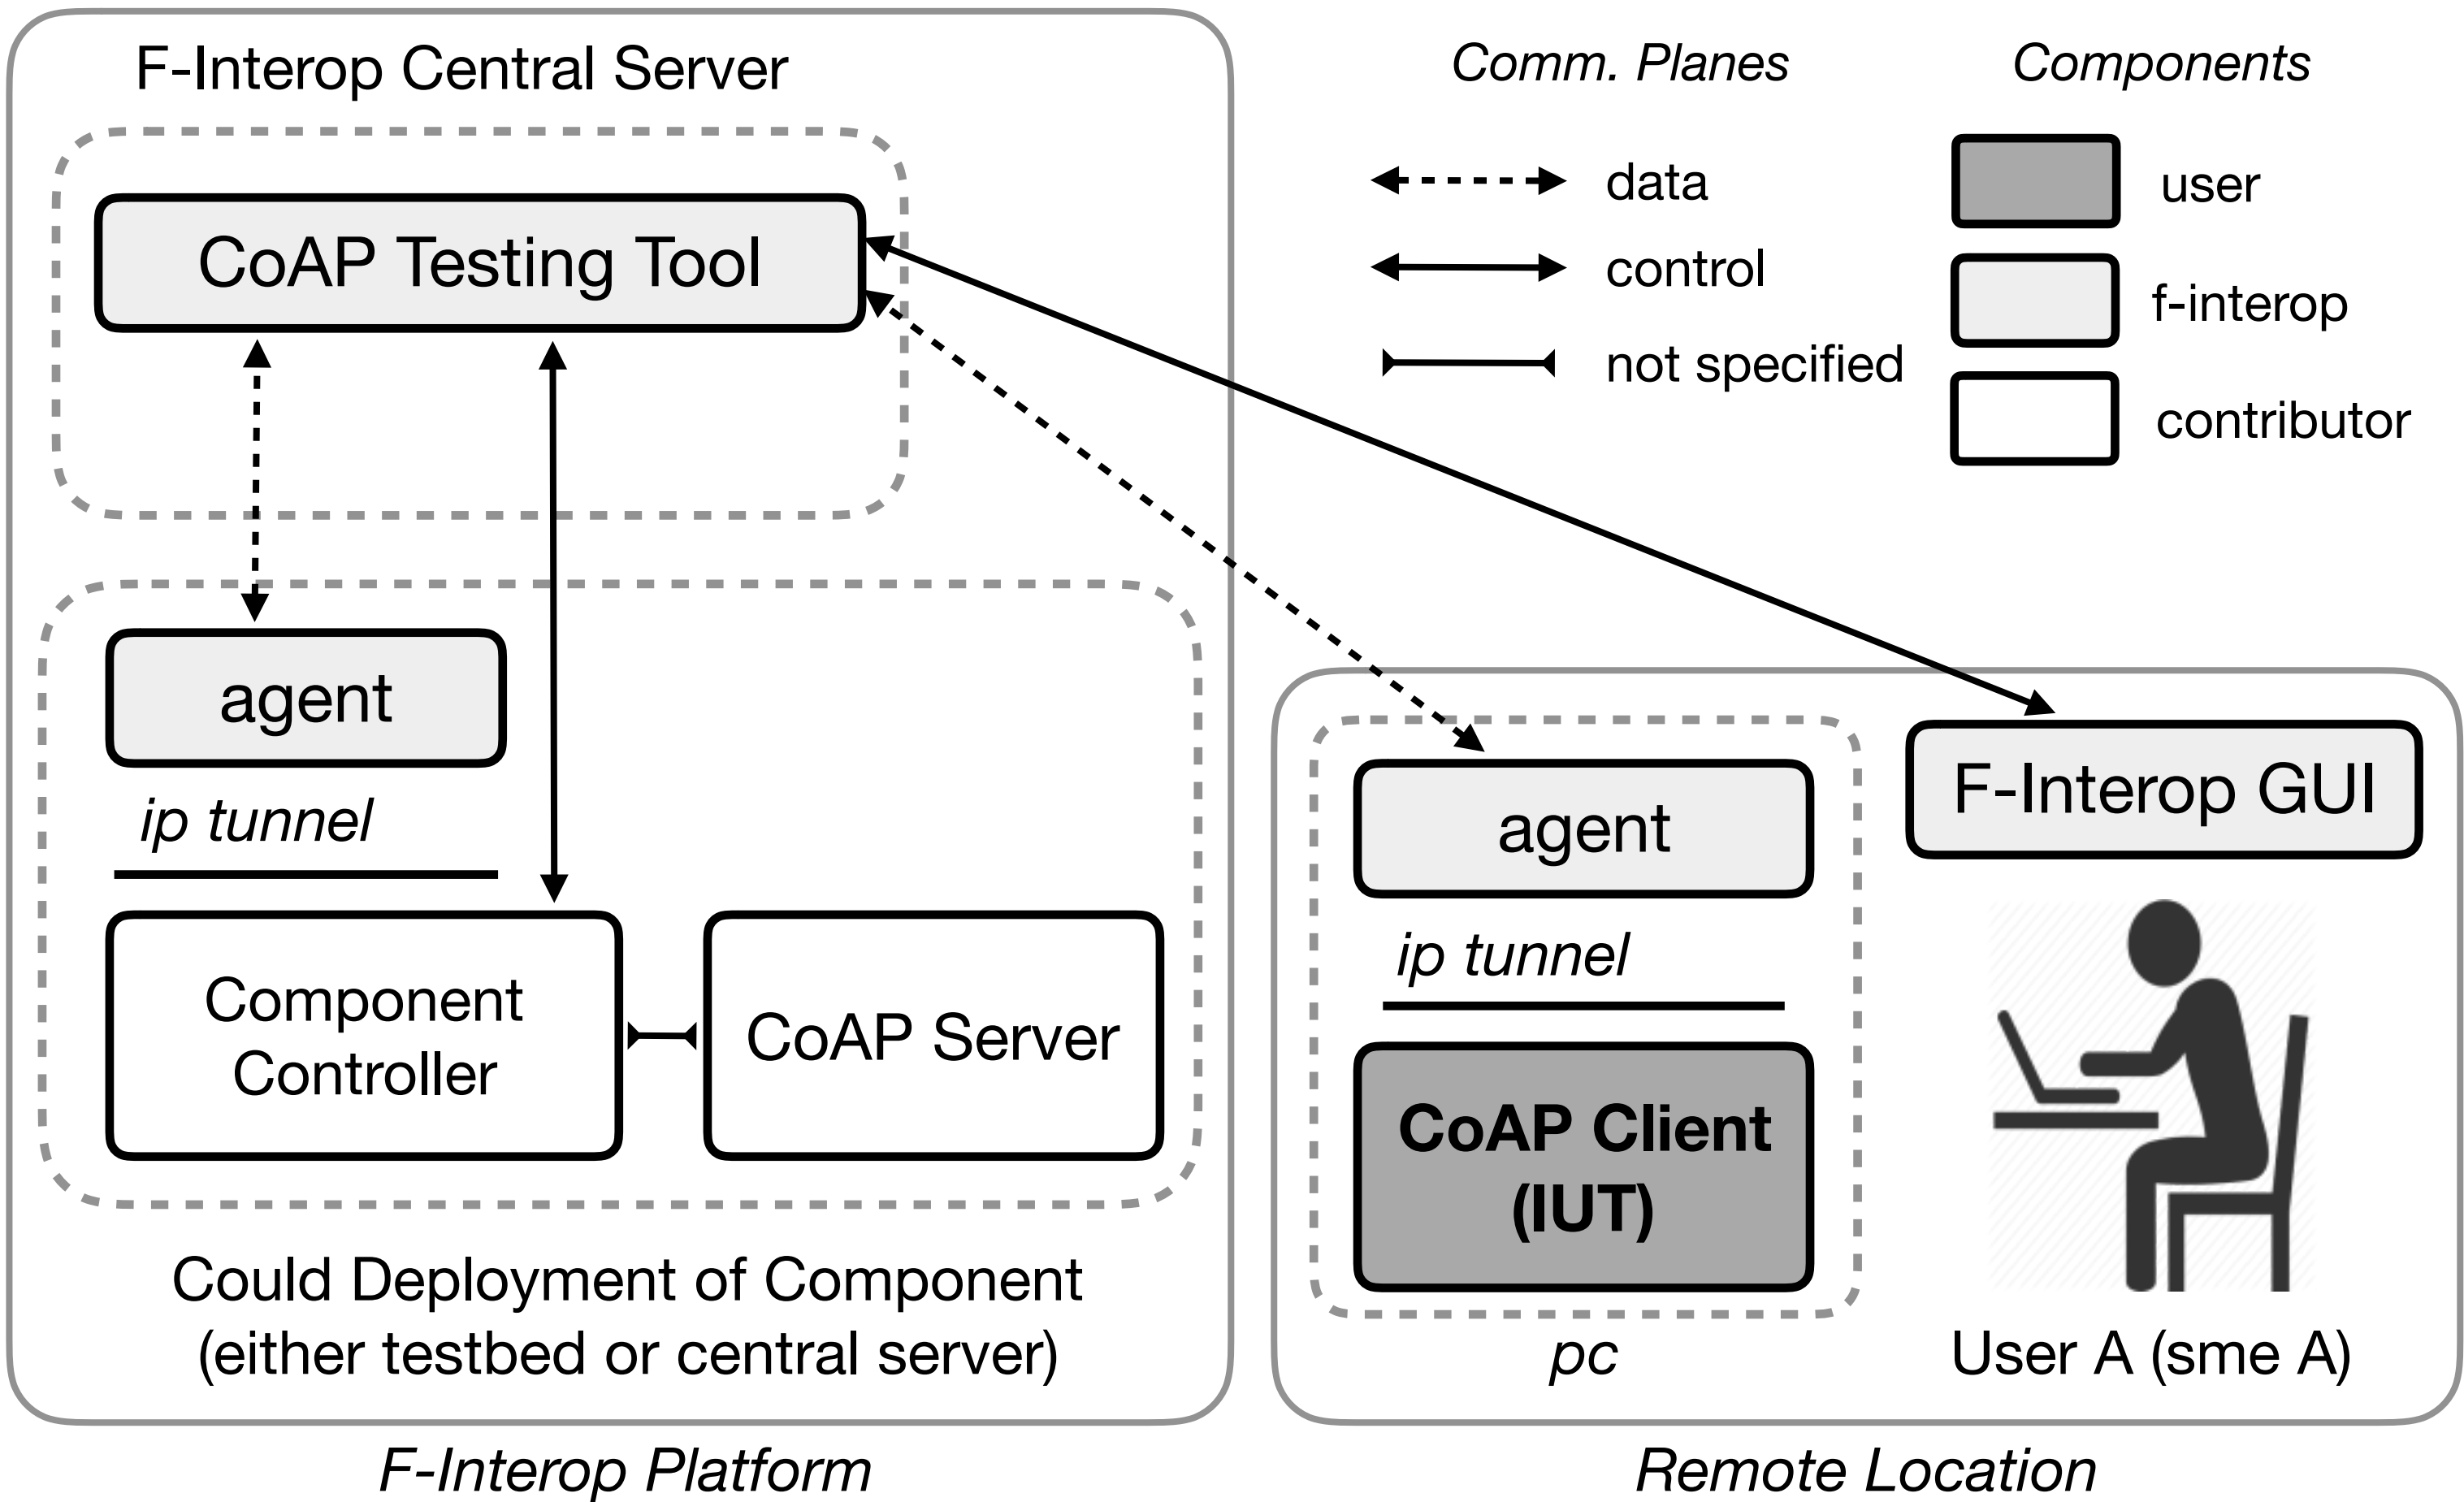 F-Interop Central Server
CoAP Testing Tool
agent
ip tunnel
Component
Controller
CoAP Server
Could Deployment of Component
(either testbed or central server)
F-Interop Platform
Comm. Planes
data
control
not specified
Components
user
f-interop
contributor
agent
ip tunnel
CoAP Client
(IUT)
pc
F-Interop GUI
User A (sme A)
Remote Location